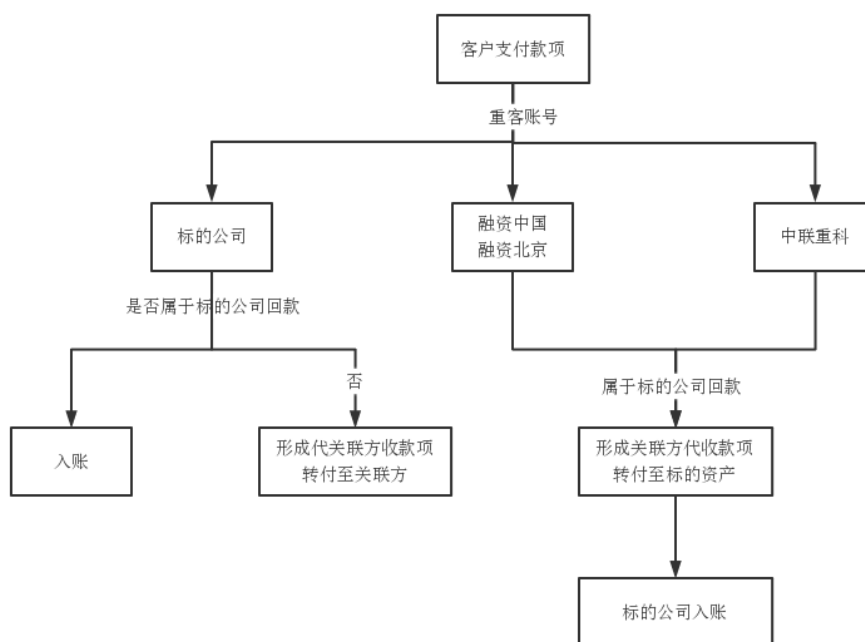 客户支付款项
重客账号
标的公司
融资中国
融资北京
中联重科
是否属于标的公司回款
否
属于标的公司回款
入账
形成代关联方收款项
转付至关联方
形成关联方代收款项
转付至标的资产
标的公司入账